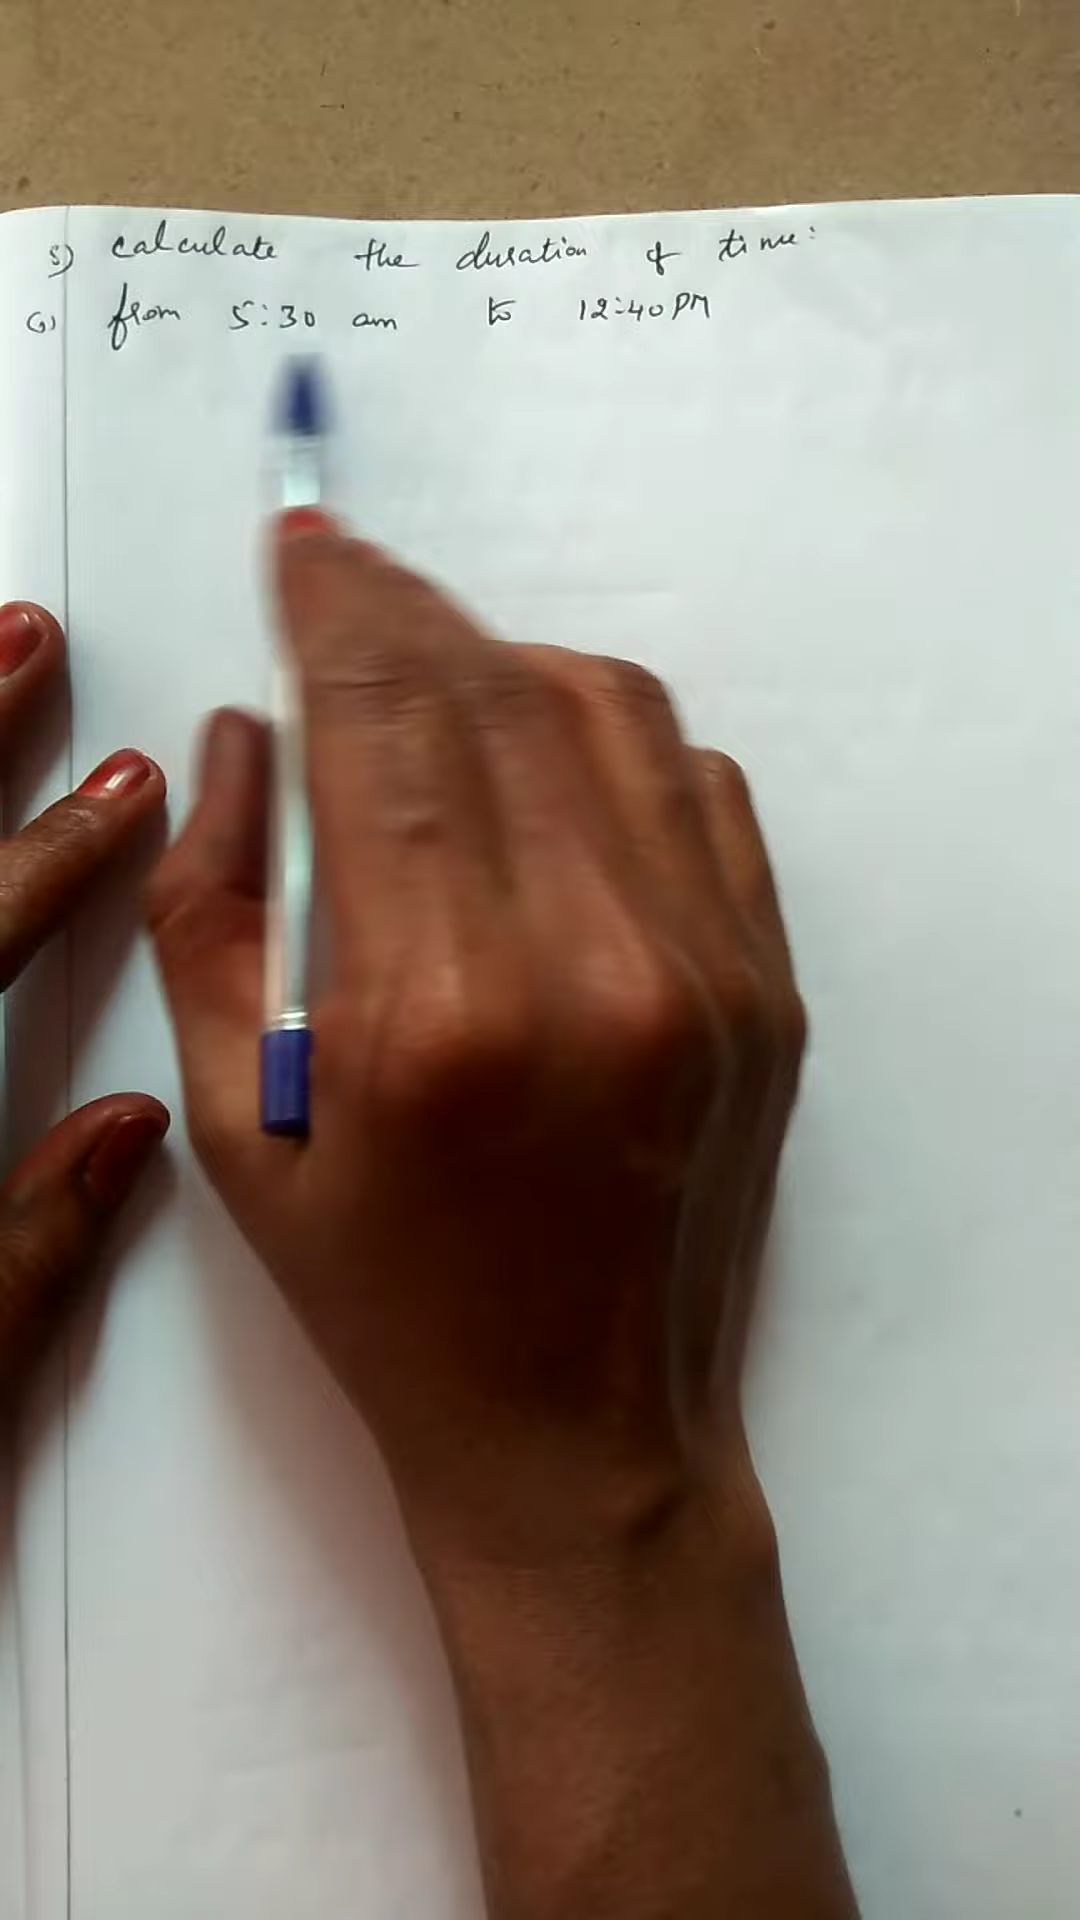 5) calculate the duration of time:
G) from 5:30 am to 12:40 PM